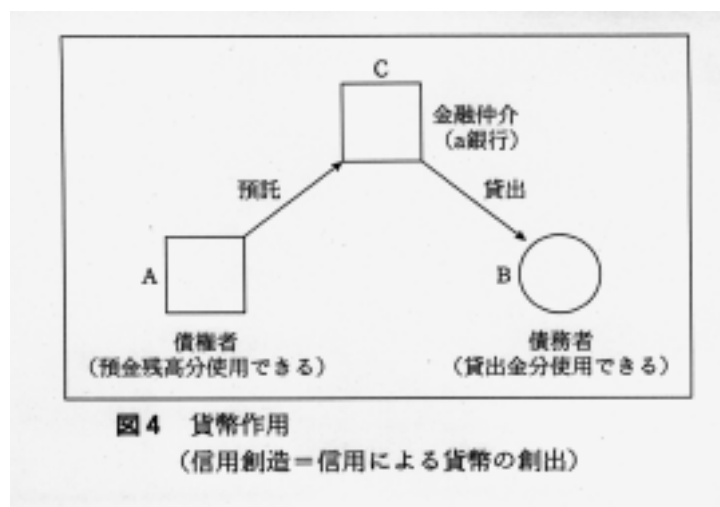 C
金融仲介
（a銀行）
預託
貸出
A
B
債権者
（預金残高分使用できる）
債務者
（貸出金分使用できる）
図4 貨幣作用
（信用創造＝信用による貨幣の創出）